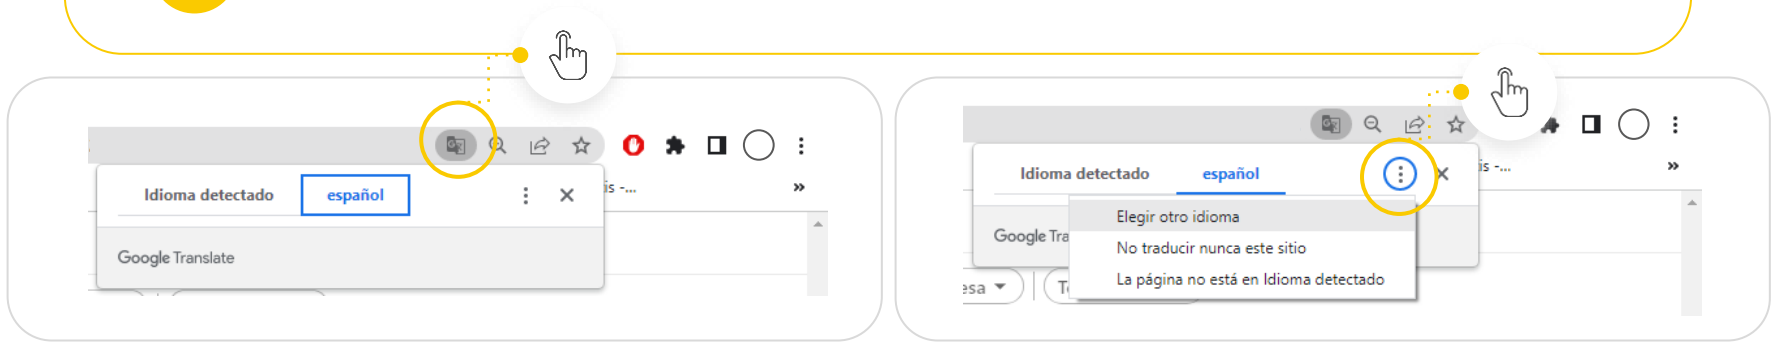 Idioma detectado español
is -...
»
Google Translate
Idioma detectado español
is -...
»
Elegir otro idioma
Google Tra
No traducir nunca este sitio
La página no está en Idioma detectado
esa